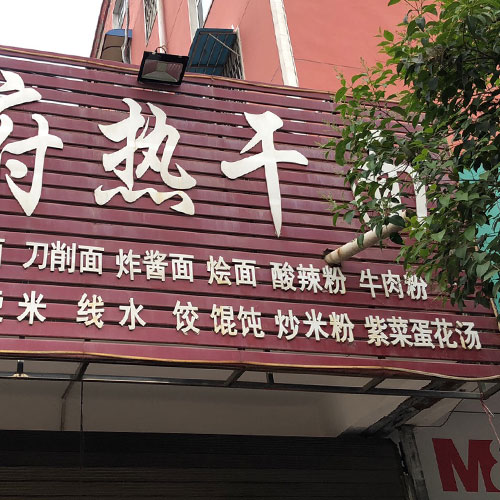 府热干
刀削面 炸酱面 烩面 酸辣粉 牛肉粉
米 线 水 饺 馄饨 炒米粉 紫菜蛋花汤
M